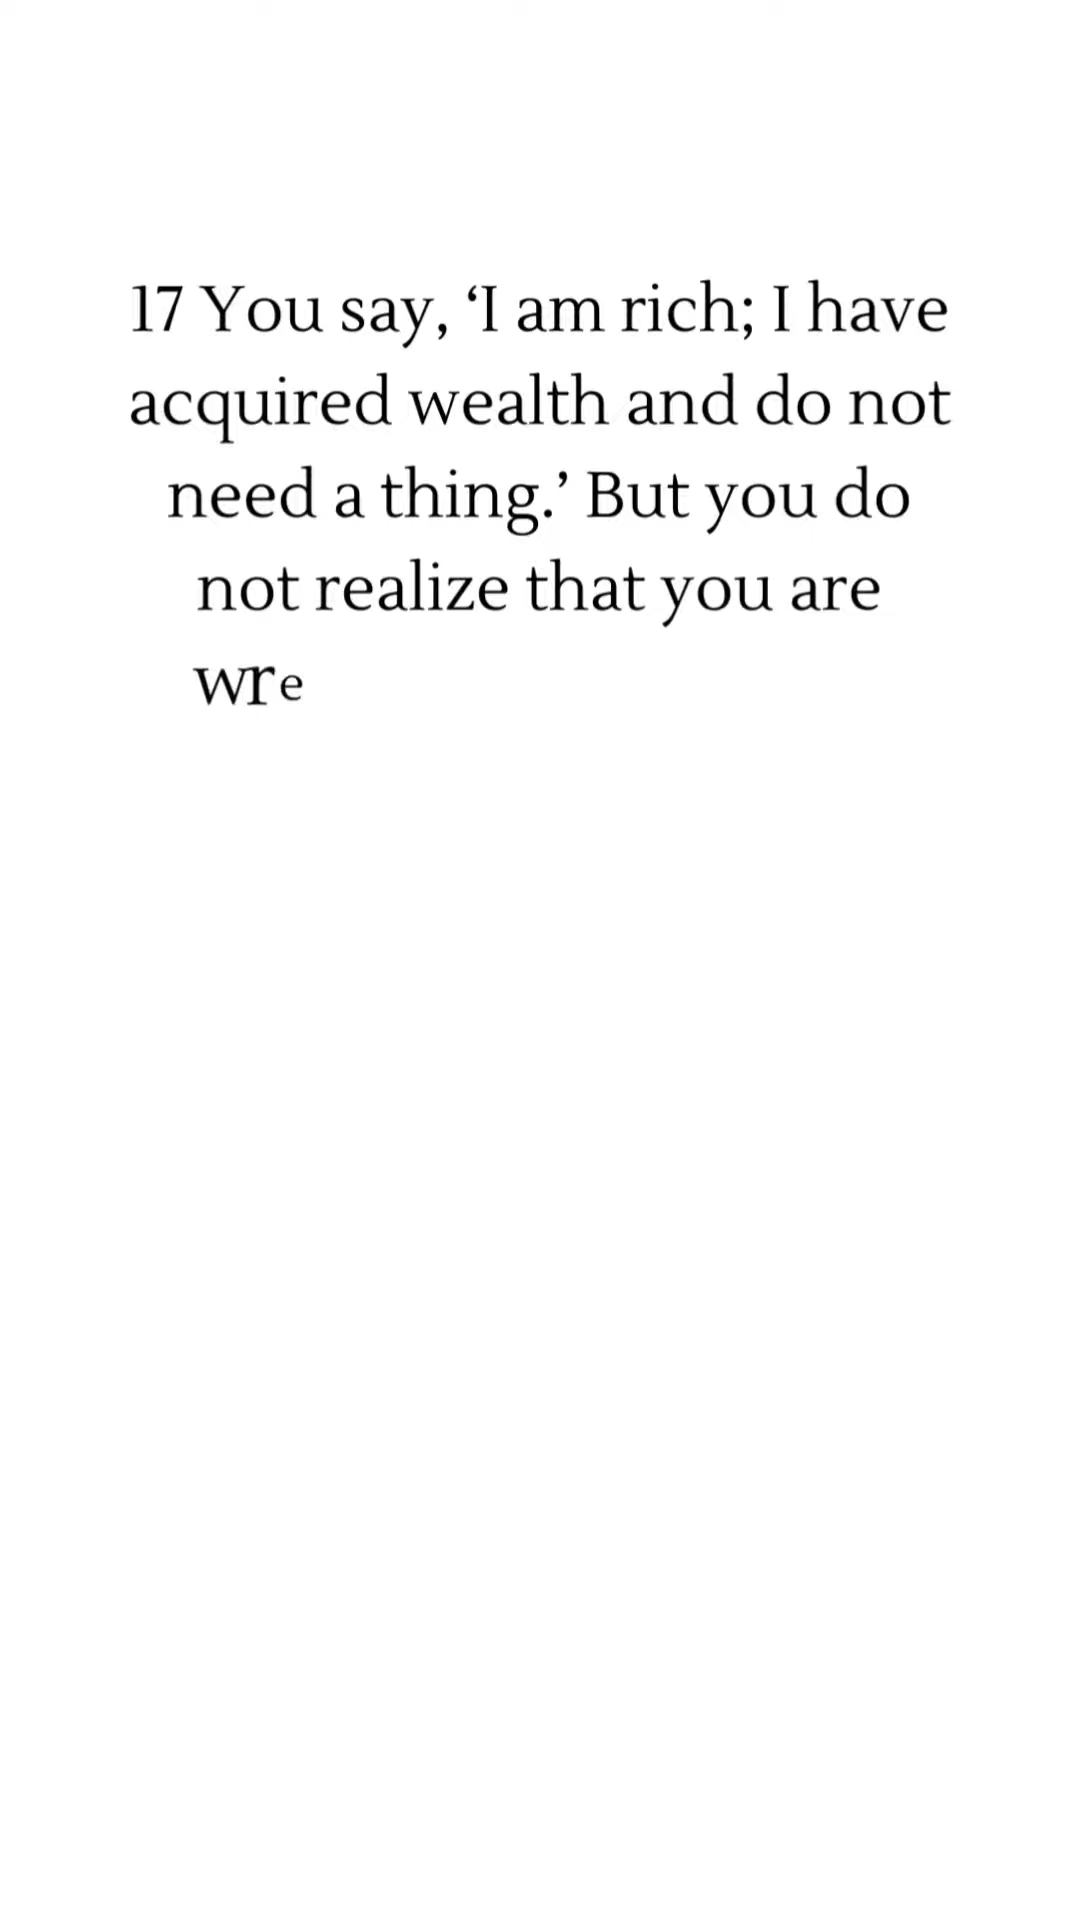 17 You say, ‘I am rich; I have
acquired wealth and do not
need a thing.’ But you do
not realize that you are
wre